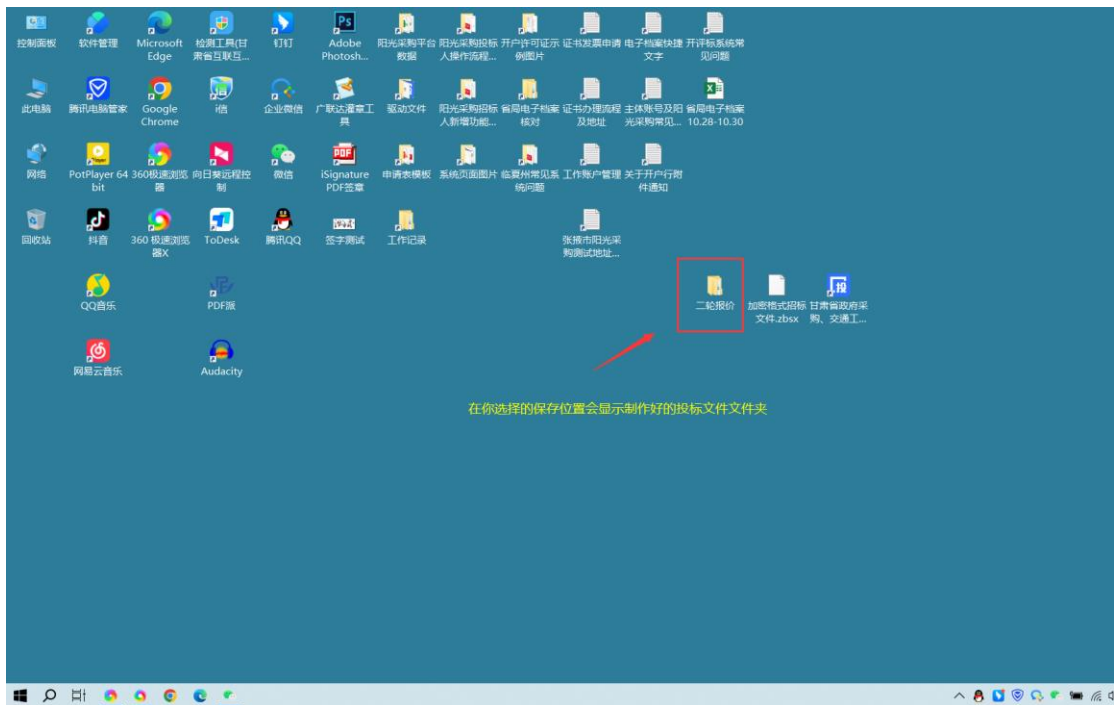 控制面板
软件管理
Microsoft
Edge
检测工具(甘
肃省互联互...
钉钉
Adobe
Photosh...
阳光采购平台
数据
阳光采购投标
人操作流程...
开户许可证示
例图片
证书发票申请
电子档案快捷
文字
开评标系统常
见问题
此电脑
腾讯电脑管家
Google
Chrome
i信
企业微信
广联达灌章工
具
驱动文件
阳光采购招标
人新增功能...
省局电子档案
核对
证书办理流程
及地址
主体账号及阳
光采购常见...
省局电子档案
10.28-10.30
网络
PotPlayer 64
bit
360极速浏览
器
向日葵远程控
制
微信
iSignature
PDF签章
申请表模板
系统页面图片
临夏州常见系
统问题
工作账户管理
关于开户行附
件通知
回收站
抖音
360 极速浏览
器X
ToDesk
腾讯QQ
签字测试
工作记录
张掖市阳光采
购测试地址...
QQ音乐
PDF派
二轮报价
加密格式招标
文件.zbsx
甘肃省政府采
购、交通工...
网易云音乐
Audacity
在你选择的保存位置会显示制作好的投标文件文件夹